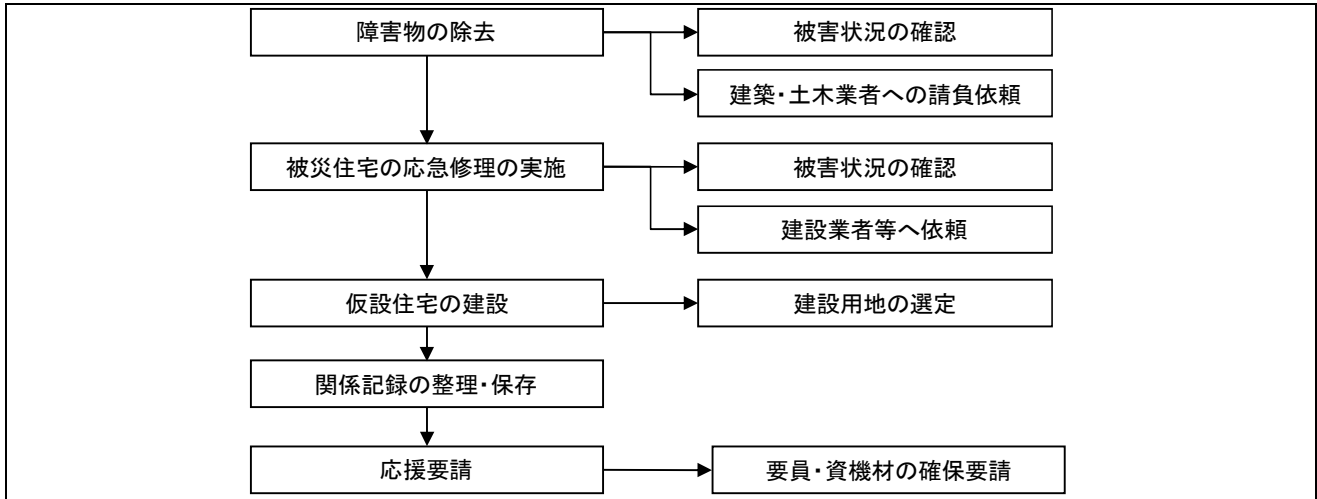 障害物の除去
被害状況の確認
建築・土木業者への請負依頼
被災住宅の応急修理の実施
被害状況の確認
建設業者等へ依頼
仮設住宅の建設
建設用地の選定
関係記録の整理・保存
応援要請
要員・資機材の確保要請